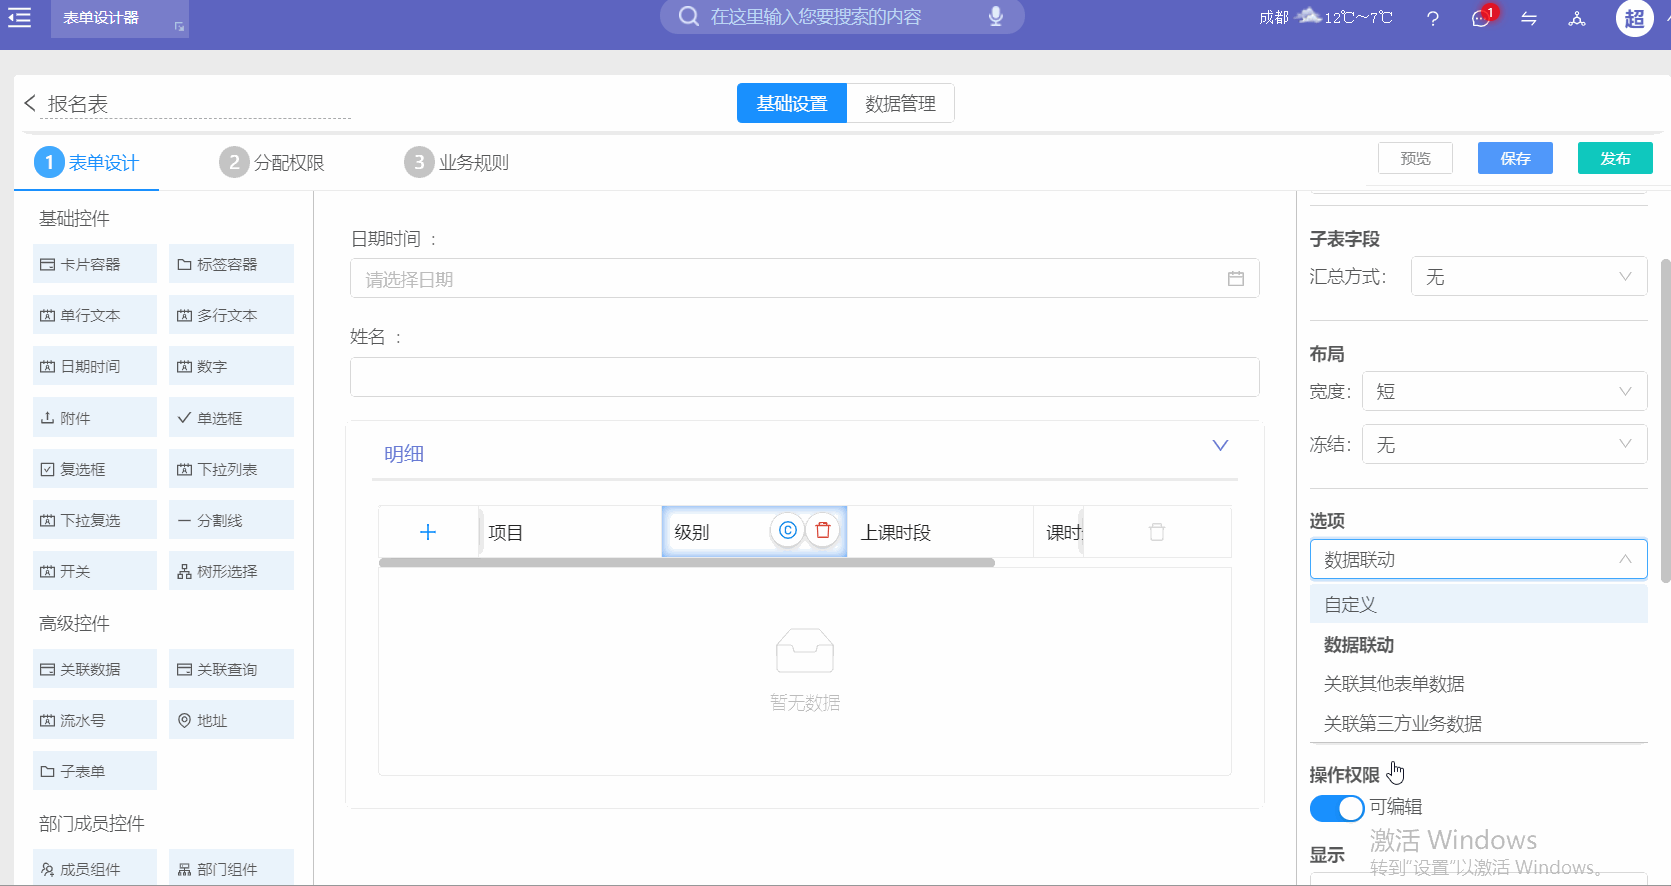 表单设计器
在这里输入您要搜索的内容
成都 12℃～7℃
?
1
超
报名表
基础设置 数据管理
1 表单设计
2 分配权限
3 业务规则
预览 保存 发布
基础控件
卡片容器 标签容器
单行文本 多行文本
日期时间 数字
附件 单选框
复选框 下拉列表
下拉复选 分割线
开关 树形选择
高级控件
关联数据 关联查询
流水号 地址
子表单
部门成员控件
成员组件 部门组件
日期时间 ：
请选择日期
姓名 ：
明细
+ 项目 级别 上课时段
暂无数据
子表字段
汇总方式: 无
布局
宽度: 短
冻结: 无
选项
数据联动
自定义
数据联动
关联其他表单数据
关联第三方业务数据
操作权限
可编辑
显示
激活 Windows
转到"设置"以激活 Windows。